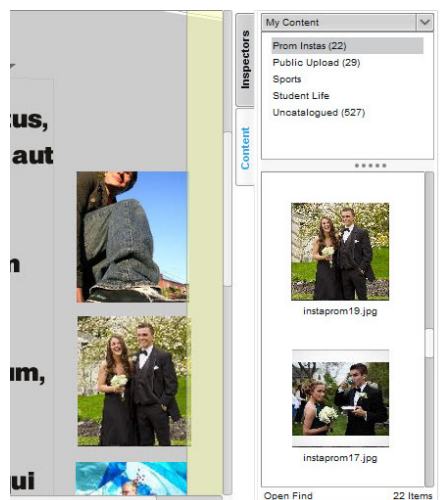 tus,
aut
n
um,
ui
Inspectors
Content
My Content
Prom Instas (22)
Public Upload (29)
Sports
Student Life
Uncatalogued (527)
instaprom19.jpg
instaprom17.jpg
Open Find
22 Items